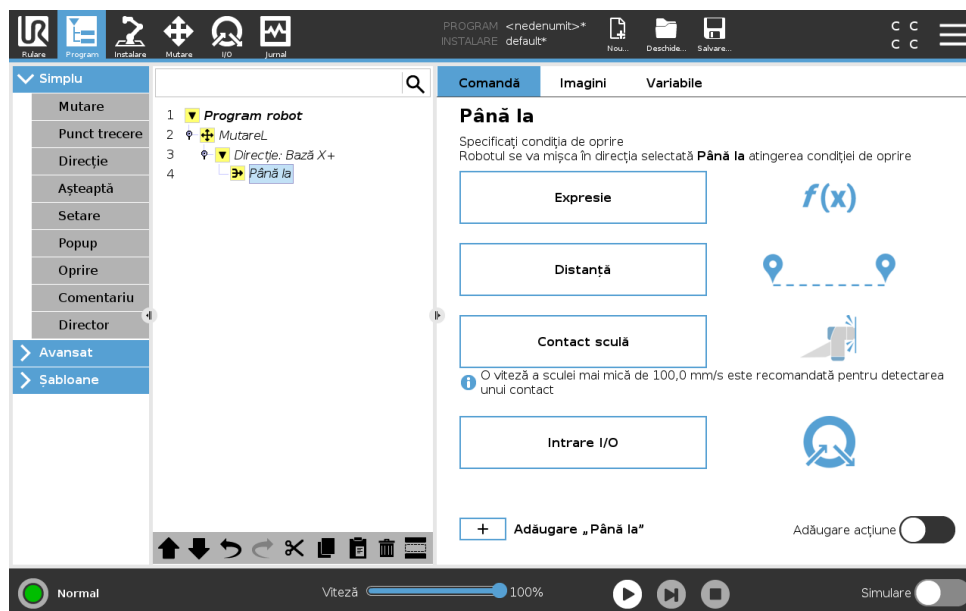 PROGRAM <nedenumit>*
INSTALARE default*
Rulare
Program
Instalare
Mutare
I/O
Jurnal
Nou...
Deschide...
Salvare...
C C
C C
Simplu
Mutare
Punct trecere
Direcție
Așteaptă
Setare
Popup
Oprire
Comentariu
Director
Avansat
Șabloane
1 Program robot
2 MutareL
3 Direcție: Bază X+
4 Până la
Comandă Imagini Variabile
Până la
Specificați condiția de oprire
Robotul se va mișca în direcția selectată Până la atingerea condiției de oprire
Expresie
f(x)
Distanță
Contact sculă
O viteză a sculei mai mică de 100,0 mm/s este recomandată pentru detectarea
unui contact
Intrare I/O
+ Adăugare „Până la”
Adăugare acțiune
Normal
Viteză 100%
Simulare